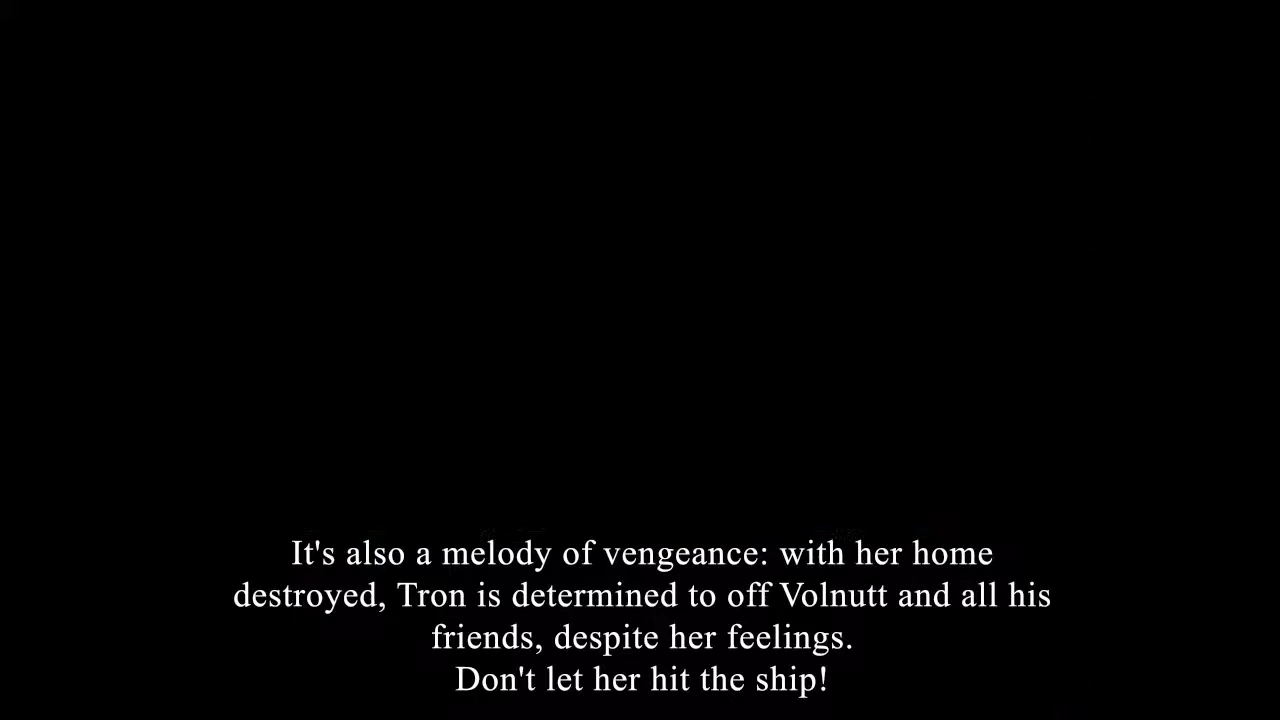 It's also a melody of vengeance: with her home
destroyed, Tron is determined to off Volnutt and all his
friends, despite her feelings.
Don't let her hit the ship!